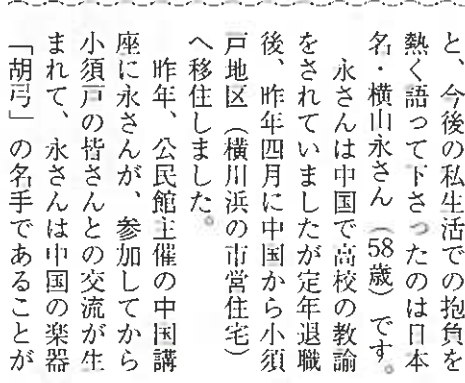 と、今後の私生活での抱負を
熱く語って下さったのは日本
名・横山永さん（58歳）です。
　永さんは中国で高校の教諭
をされていましたが定年退職
後、昨年四月に中国から小須
戸地区（横川浜の市営住宅）
へ移住しました。
　昨年、公民館主催の中国講
座に永さんが、参加してから
小須戸の皆さんとの交流が生
まれて、永さんは中国の楽器
「胡弓」の名手であることが